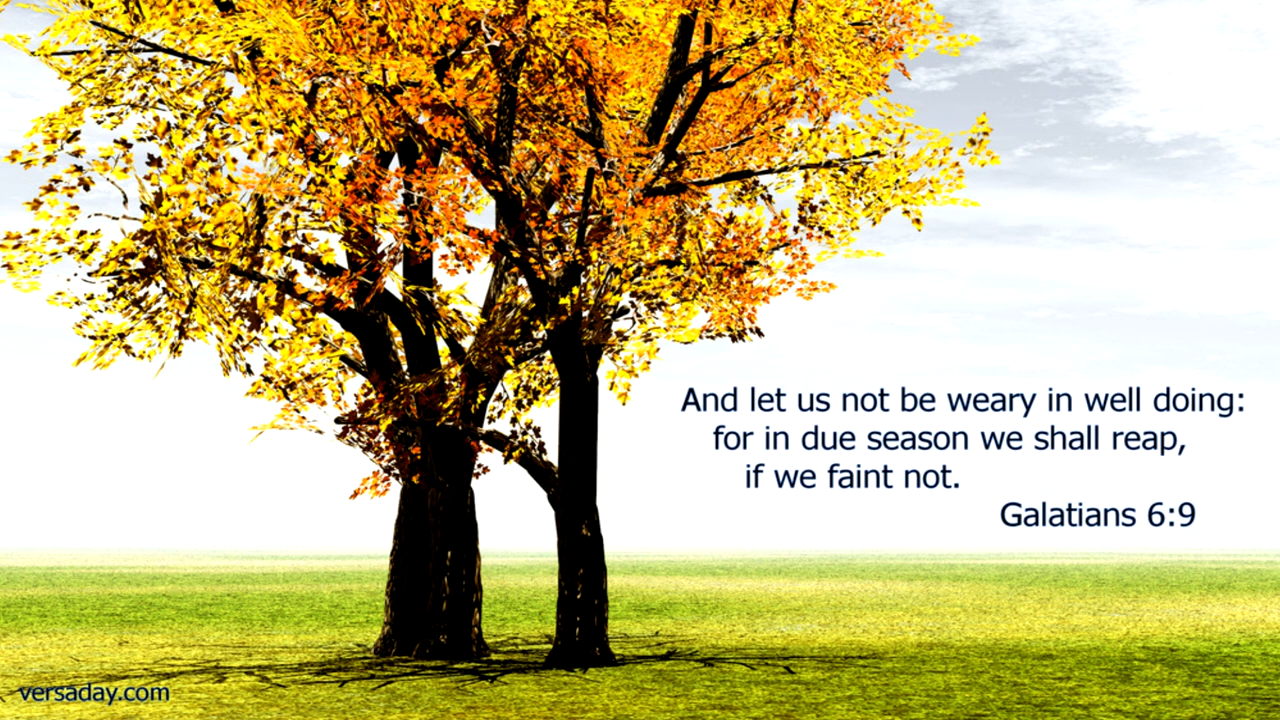 And let us not be weary in well doing:
for in due season we shall reap,
if we faint not.
Galatians 6:9
versaday.com